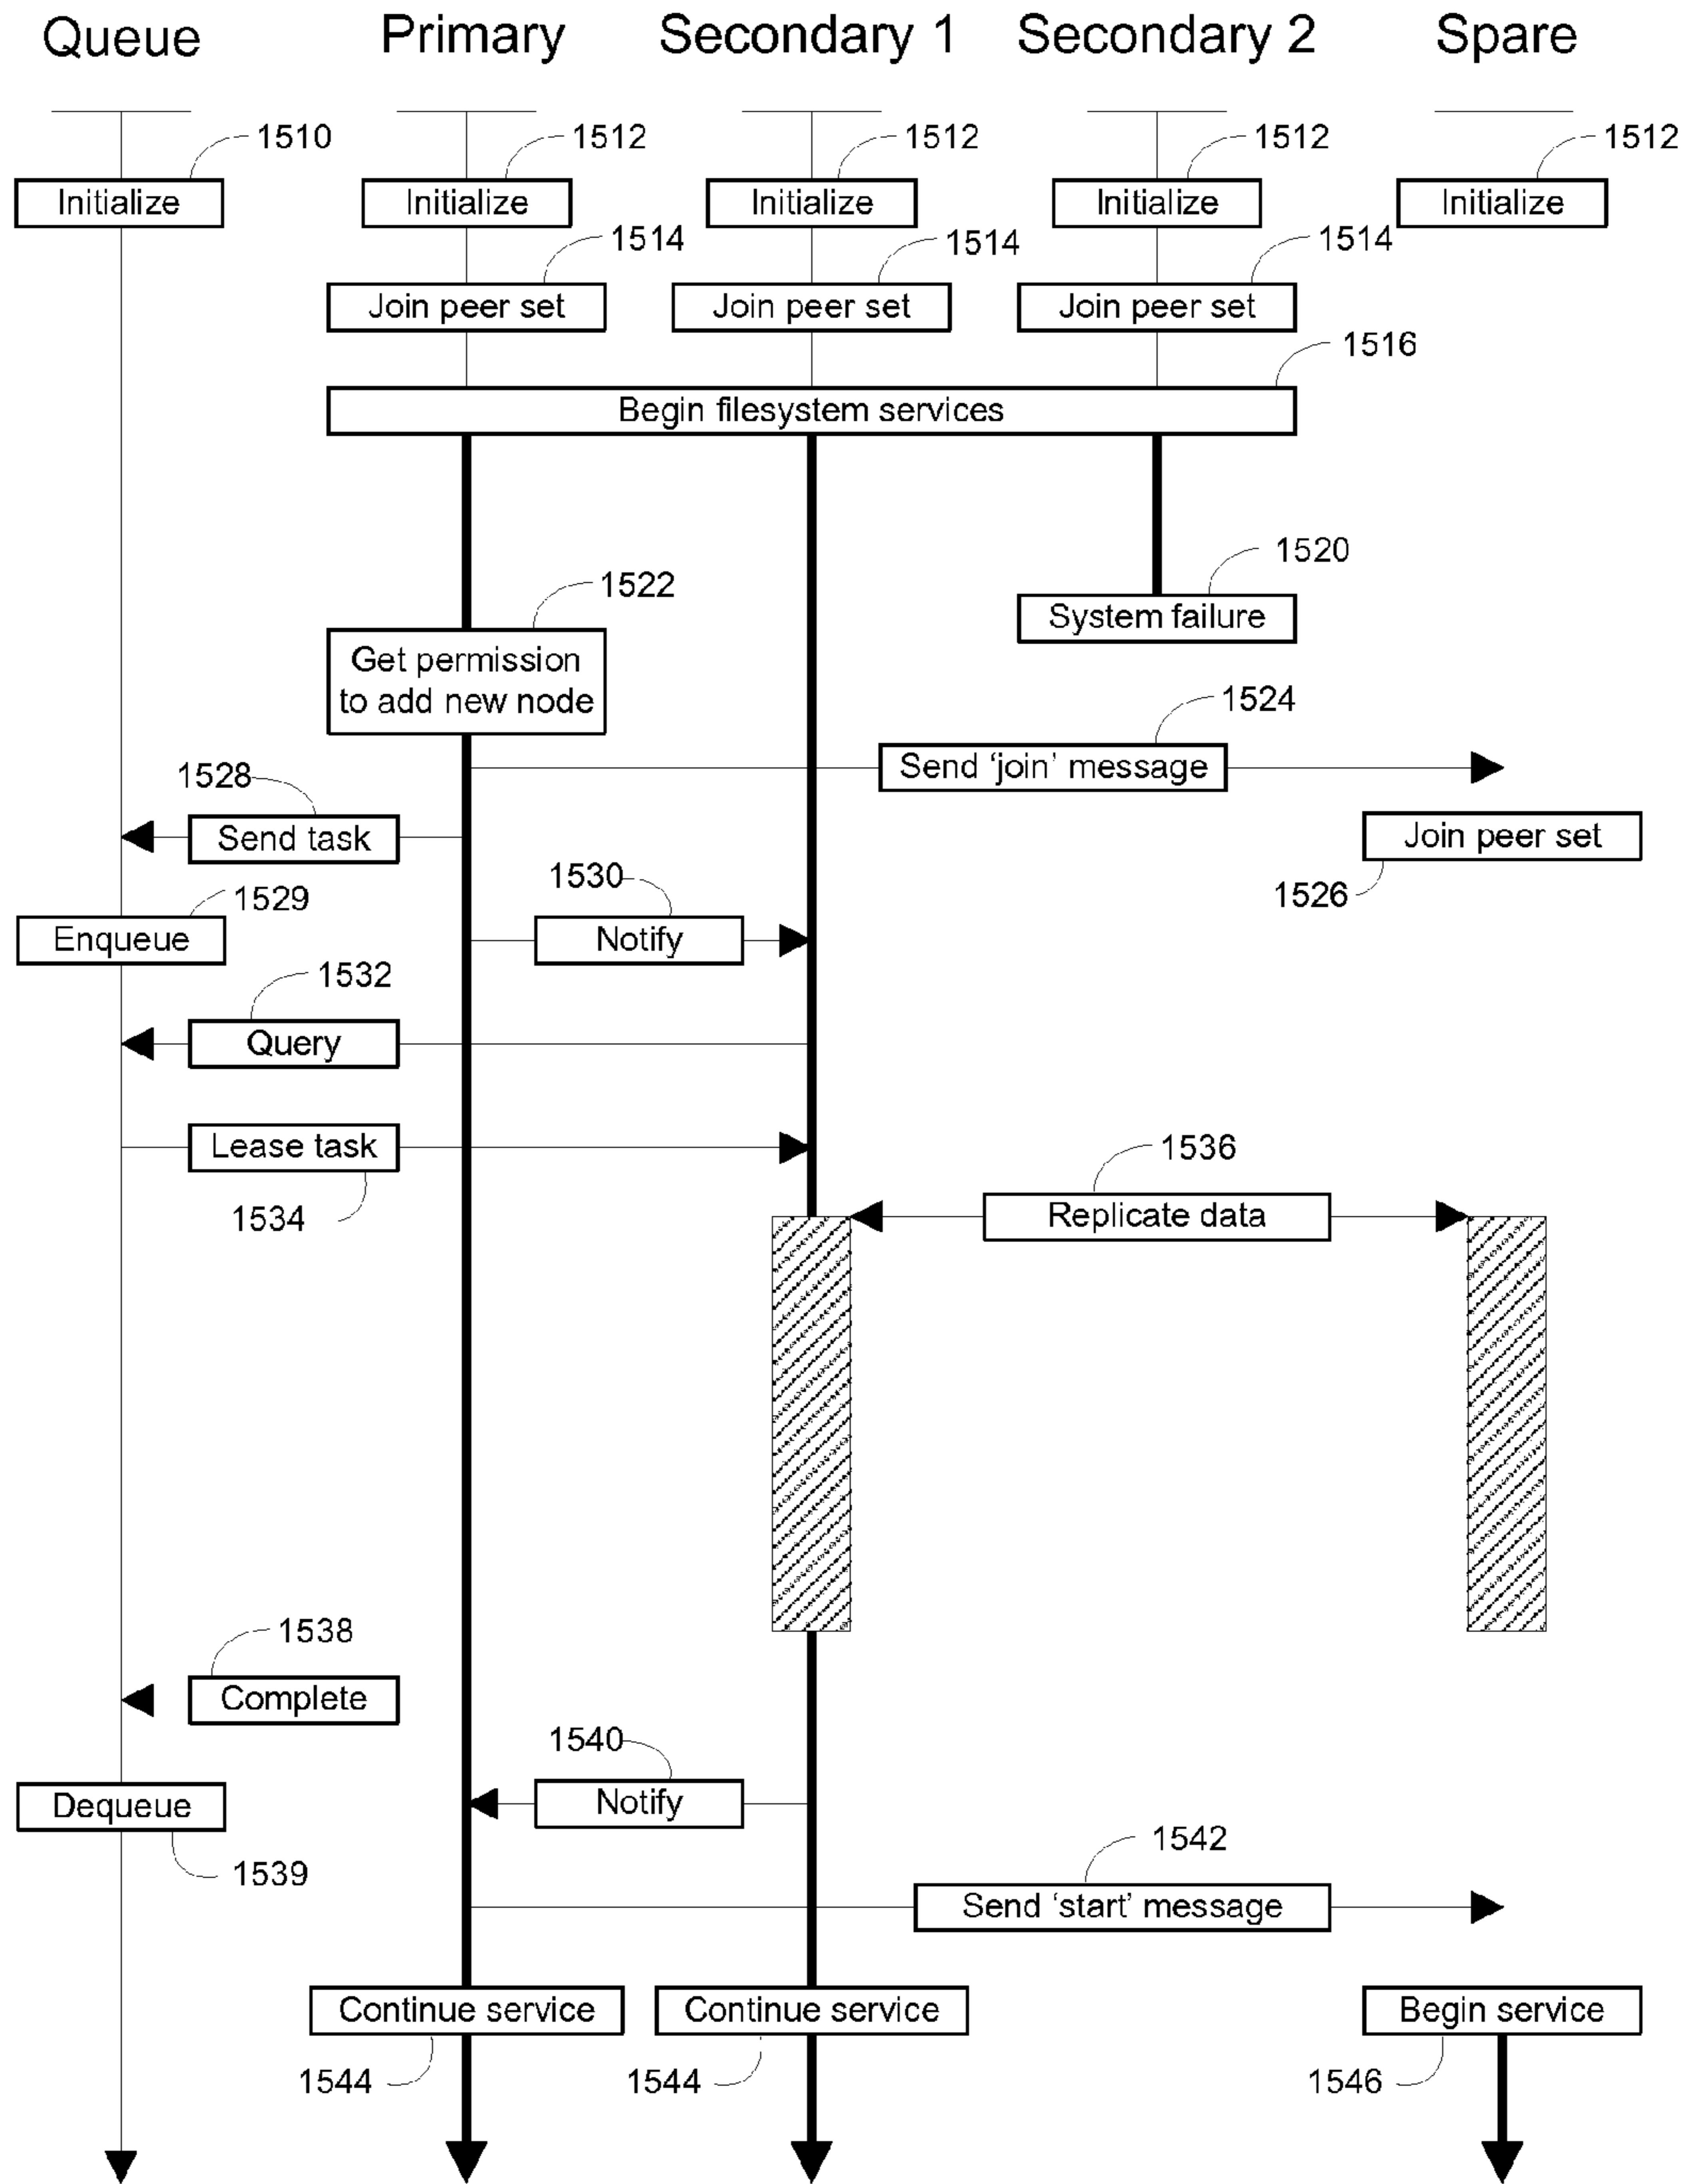 Queue
Primary
Secondary 1
Secondary 2
Spare
1510
1512
1512
1512
1512
Initialize
Initialize
Initialize
Initialize
Initialize
1514
1514
1514
Join peer set
Join peer set
Join peer set
1516
Begin filesystem services
1520
System failure
1522
Get permission
to add new node
1524
Send ‘join’ message
1528
Send task
Join peer set
1526
1529
Enqueue
1530
Notify
1532
Query
Lease task
1534
1536
Replicate data
1538
Complete
1540
Notify
Dequeue
1539
1542
Send ‘start’ message
Continue service
Continue service
Begin service
1544
1544
1546